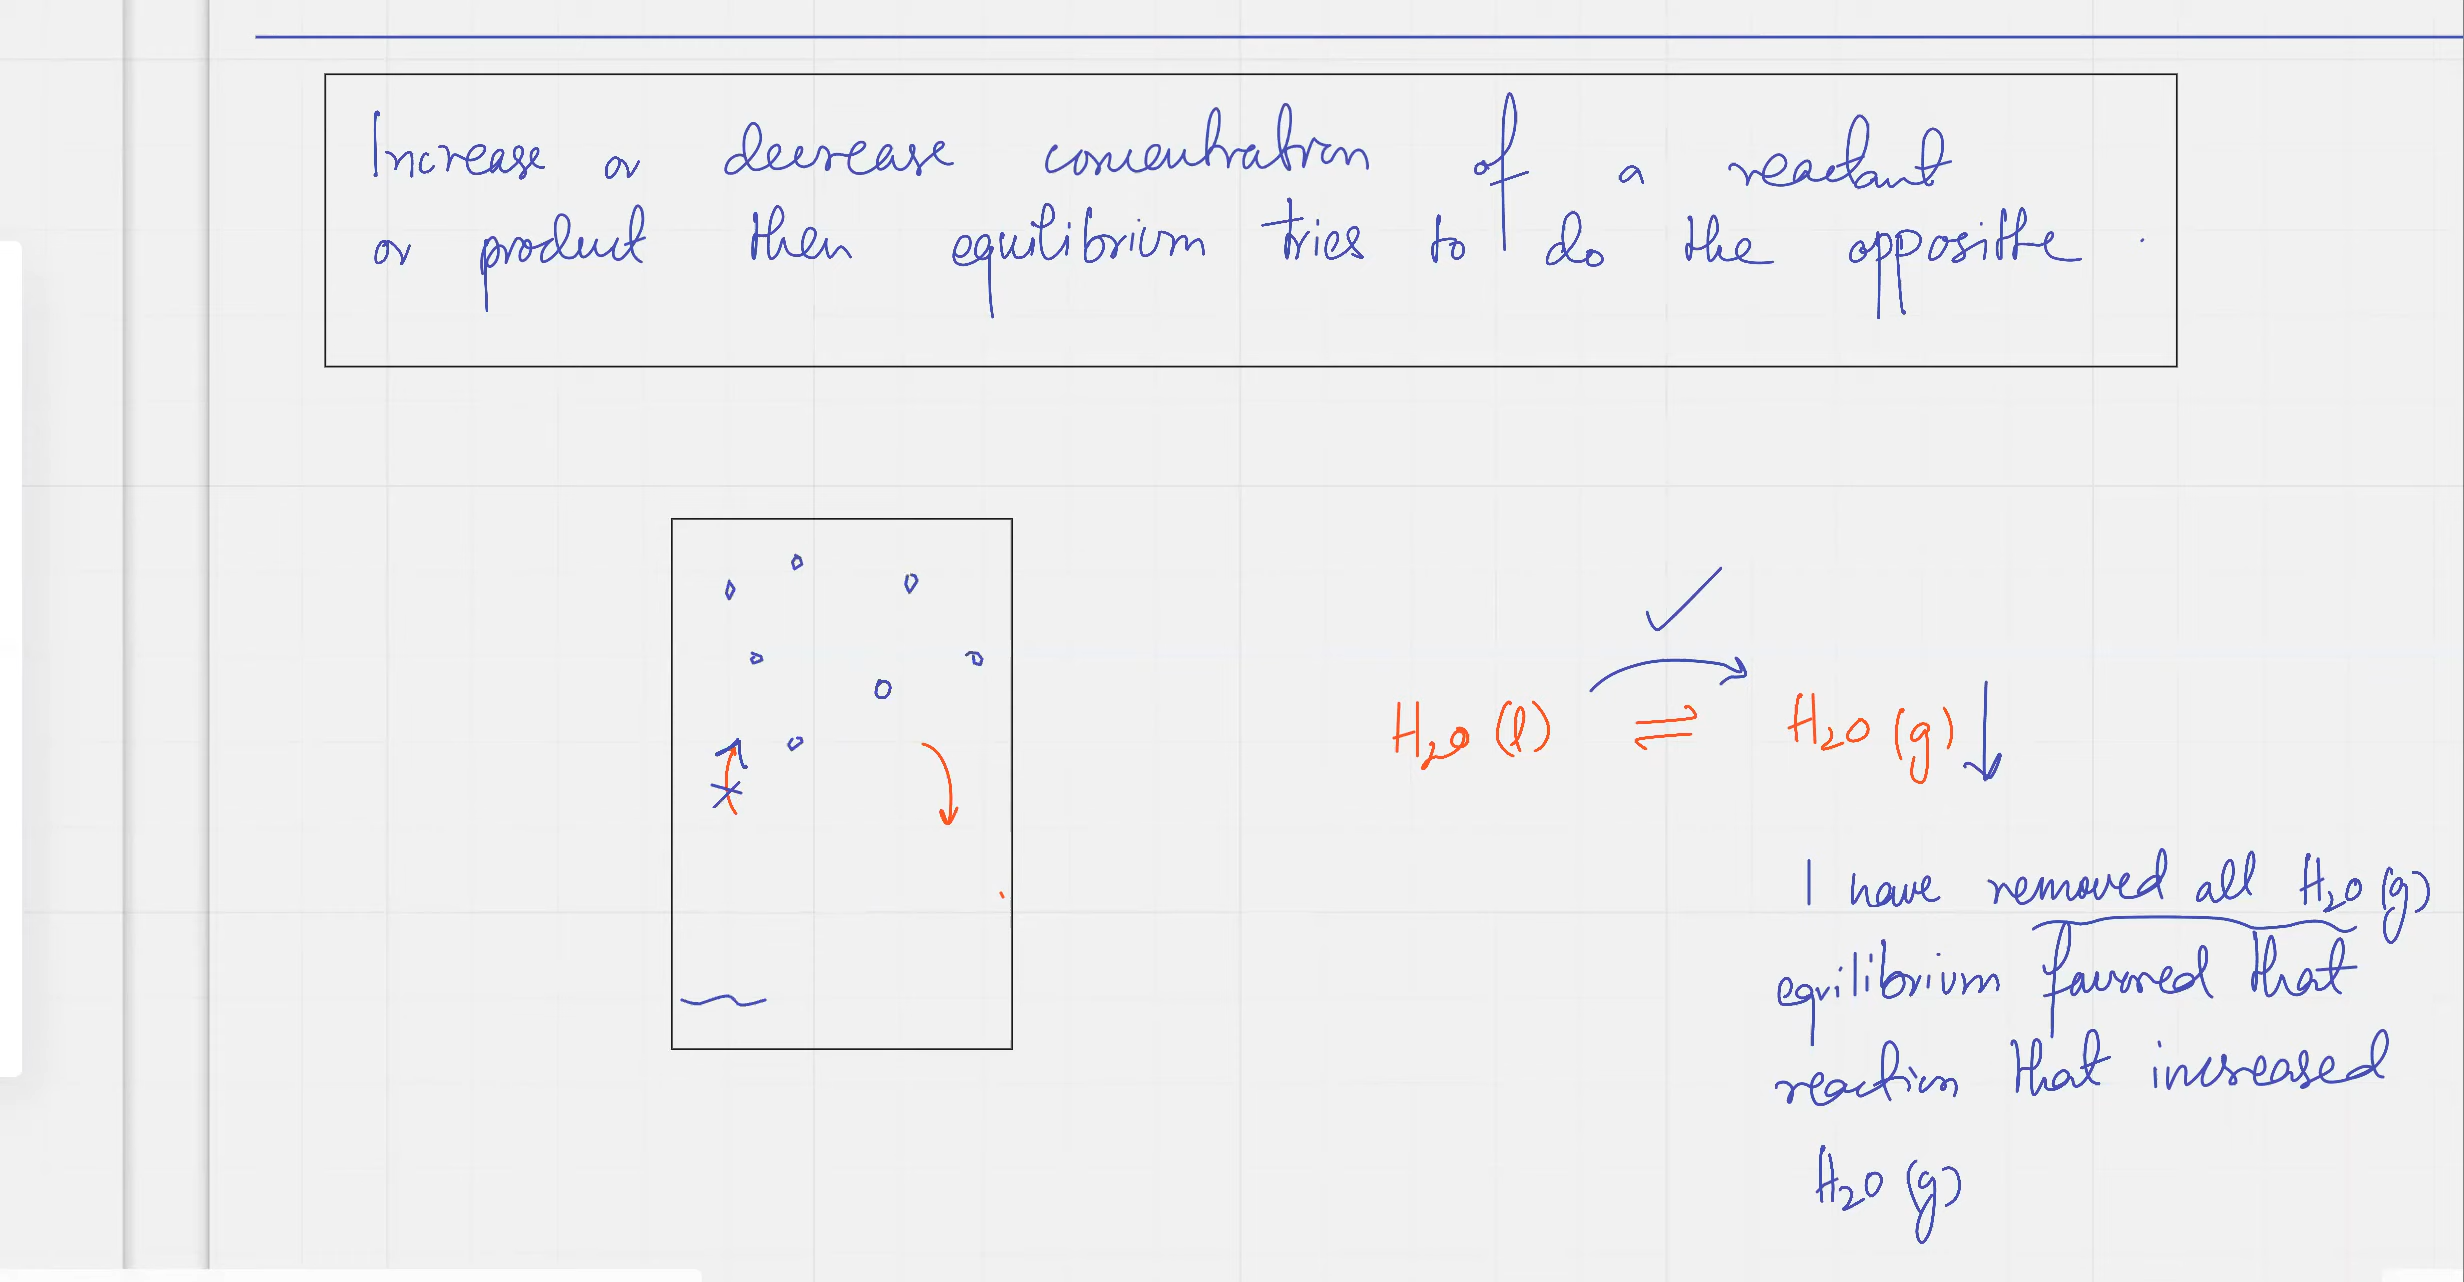 Increase or decrease concentration of a reactant
or product then equilibrium tries to do the oppositte.
H₂O (l) ⇌ H₂O (g) ↓
I have removed all H₂O (g)
equilibrium favored that
reaction that increased
H₂O (g)